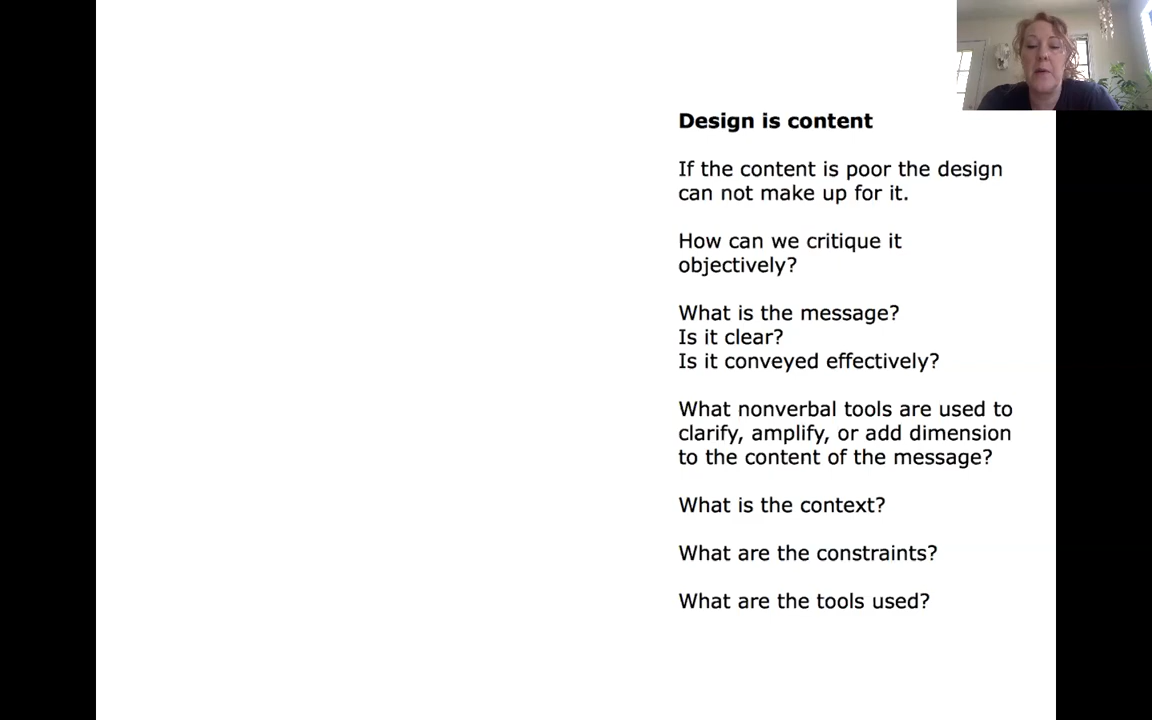 Design is content
If the content is poor the design
can not make up for it.
How can we critique it
objectively?
What is the message?
Is it clear?
Is it conveyed effectively?
What nonverbal tools are used to
clarify, amplify, or add dimension
to the content of the message?
What is the context?
What are the constraints?
What are the tools used?